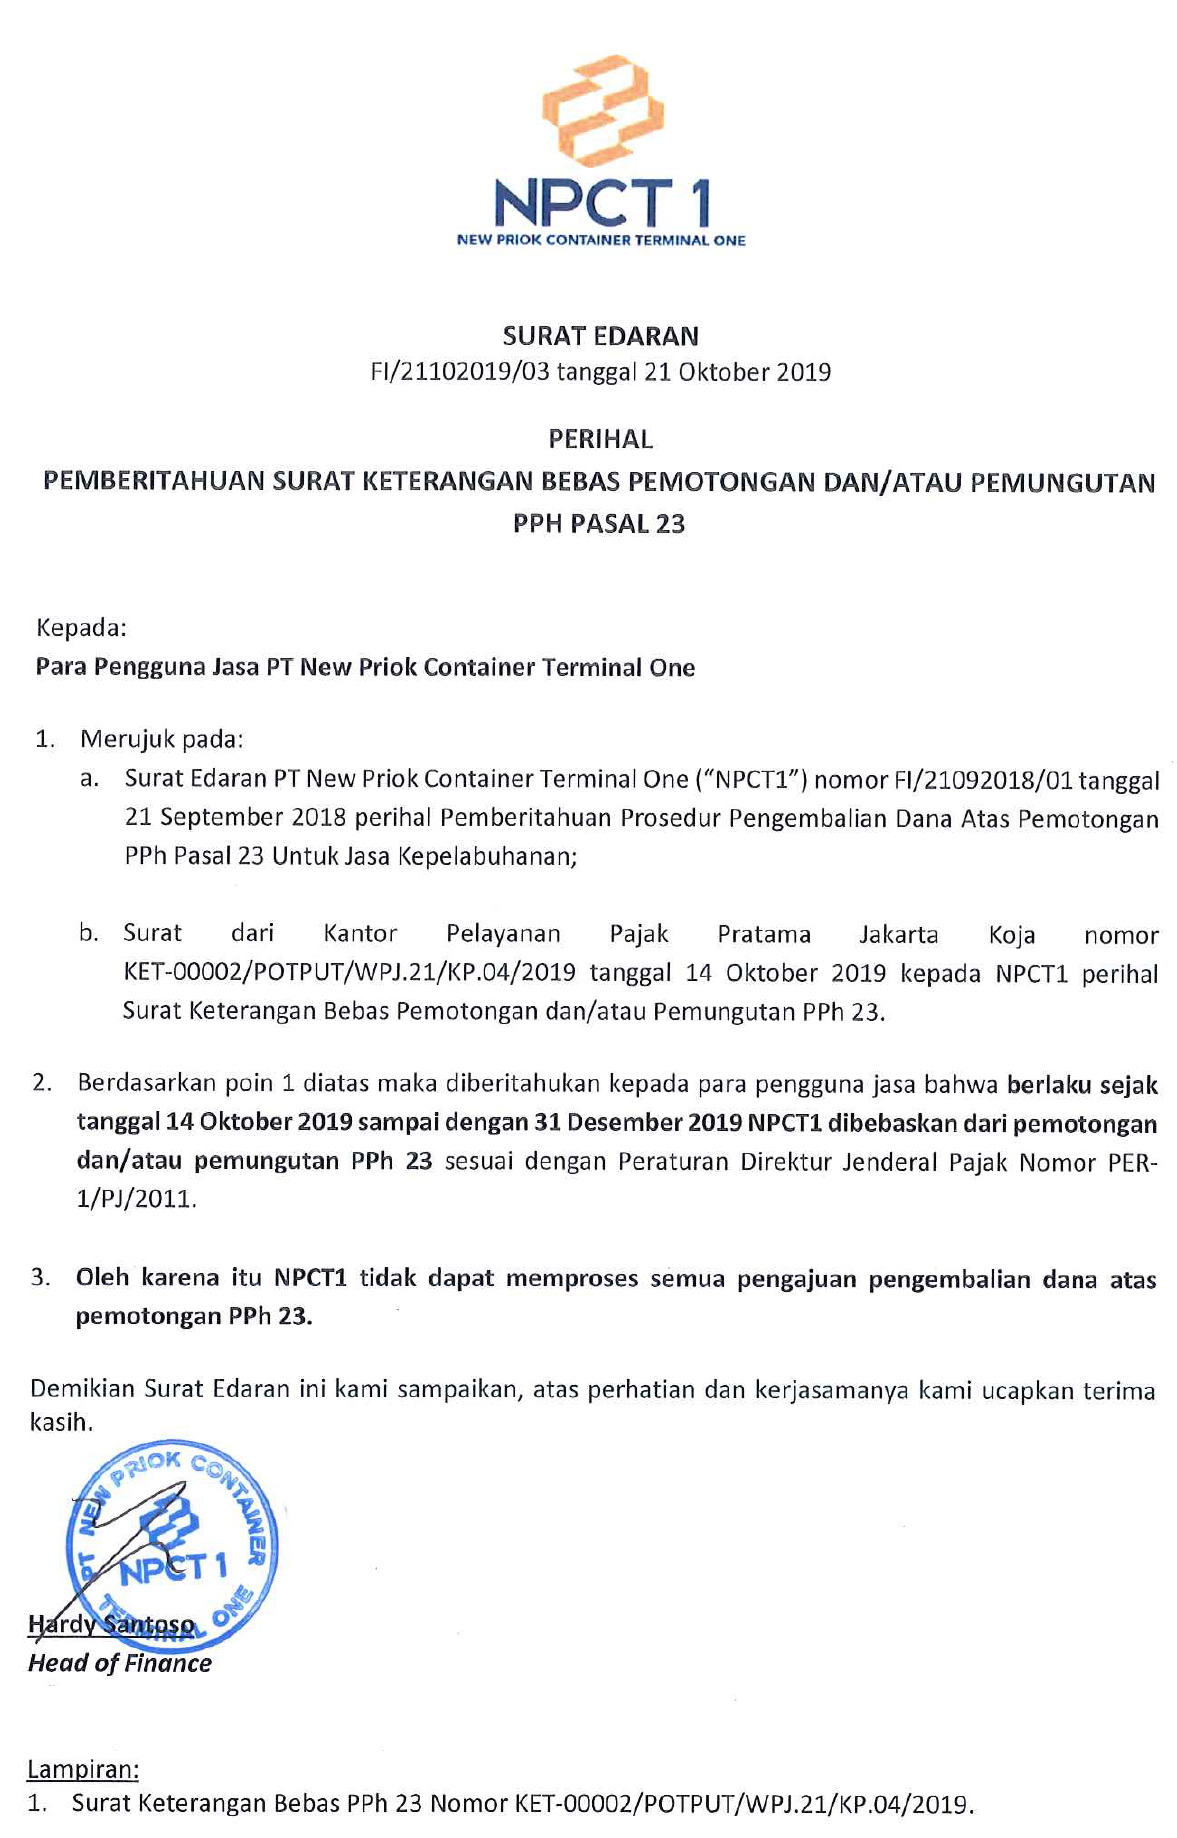 NPCT 1
NEW PRIOK CONTAINER TERMINAL ONE
SURAT EDARAN
FI/21102019/03 tanggal 21 Oktober 2019
PERIHAL
PEMBERITAHUAN SURAT KETERANGAN BEBAS PEMOTONGAN DAN/ATAU PEMUNGUTAN
PPH PASAL 23
Kepada:
Para Pengguna Jasa PT New Priok Container Terminal One
1. Merujuk pada:
a. Surat Edaran PT New Priok Container Terminal One (“NPCT1”) nomor FI/21092018/01 tanggal
21 September 2018 perihal Pemberitahuan Prosedur Pengembalian Dana Atas Pemotongan
PPh Pasal 23 Untuk Jasa Kepelabuhanan;
b. Surat dari Kantor Pelayanan Pajak Pratama Jakarta Koja nomor
KET-00002/POTPUT/WPJ.21/KP.04/2019 tanggal 14 Oktober 2019 kepada NPCT1 perihal
Surat Keterangan Bebas Pemotongan dan/atau Pemungutan PPh 23.
2. Berdasarkan poin 1 diatas maka diberitahukan kepada para pengguna jasa bahwa berlaku sejak
tanggal 14 Oktober 2019 sampai dengan 31 Desember 2019 NPCT1 dibebaskan dari pemotongan
dan/atau pemungutan PPh 23 sesuai dengan Peraturan Direktur Jenderal Pajak Nomor PER-
1/PJ/2011.
3. Oleh karena itu NPCT1 tidak dapat memproses semua pengajuan pengembalian dana atas
pemotongan PPh 23.
Demikian Surat Edaran ini kami sampaikan, atas perhatian dan kerjasamanya kami ucapkan terima
kasih.
PT NEW PRIOK CONTAINER
NPCT 1
TERMINAL ONE
Hardy Santoso
Head of Finance
Lampiran:
1. Surat Keterangan Bebas PPh 23 Nomor KET-00002/POTPUT/WPJ.21/KP.04/2019.